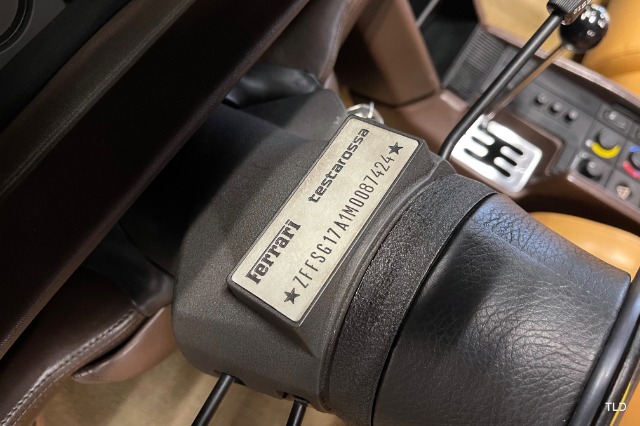 Ferrari testarossa
★ZFFSG17A1M0087424★
TLD